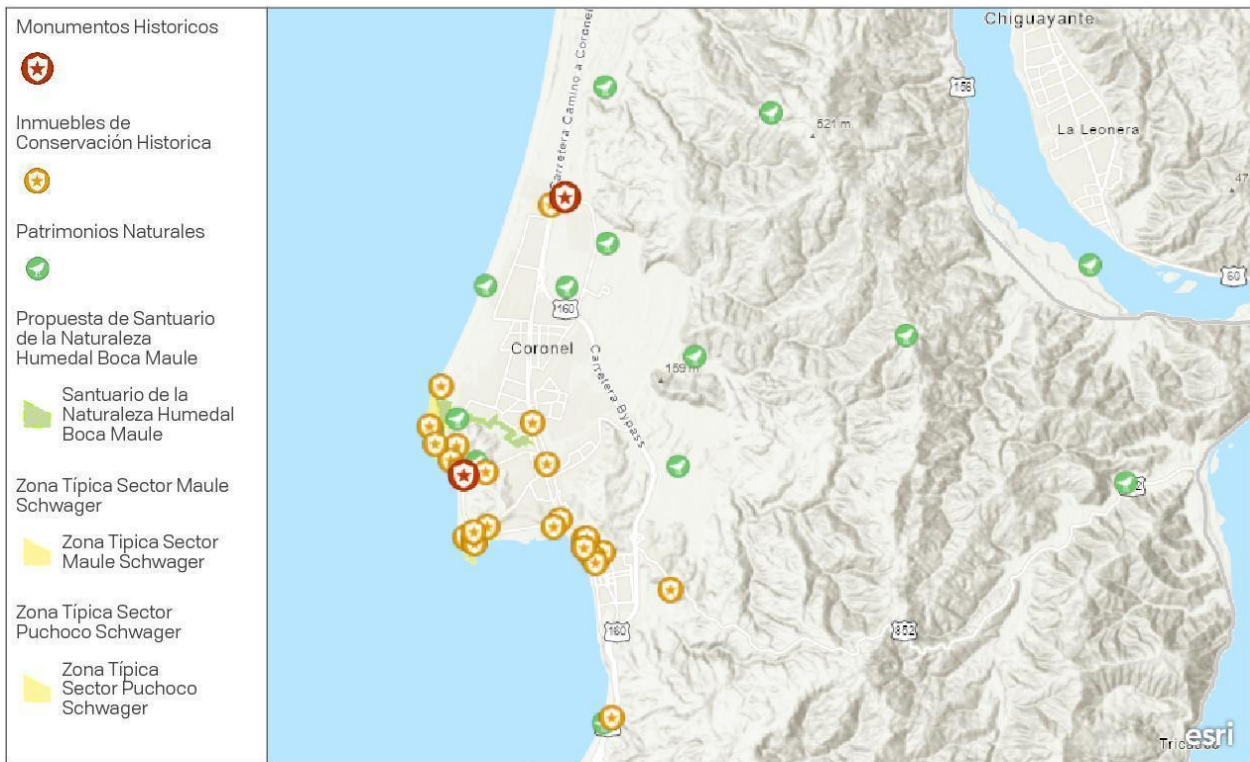 Monumentos Historicos
Inmuebles de
Conservación Historica
Patrimonios Naturales
Propuesta de Santuario
de la Naturaleza
Humedal Boca Maule
Santuario de la
Naturaleza Humedal
Boca Maule
Zona Típica Sector Maule
Schwager
Zona Tipica Sector
Maule Schwager
Zona Típica Sector
Puchoco Schwager
Zona Típica
Sector Puchoco
Schwager
Chiguayante
Carretera Camino a Coronel
156
521 m
La Leonera
47
60
160
Coronel
Carretera Bypass
159 m
2
852
160
esri